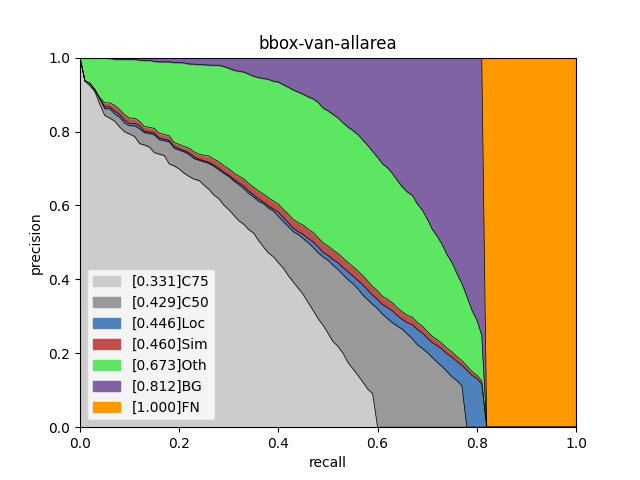 bbox-van-allarea
precision
1.0
0.8
0.6
0.4
0.2
0.0
[0.331]C75
[0.429]C50
[0.446]Loc
[0.460]Sim
[0.673]Oth
[0.812]BG
[1.000]FN
0.0 0.2 0.4 0.6 0.8 1.0
recall